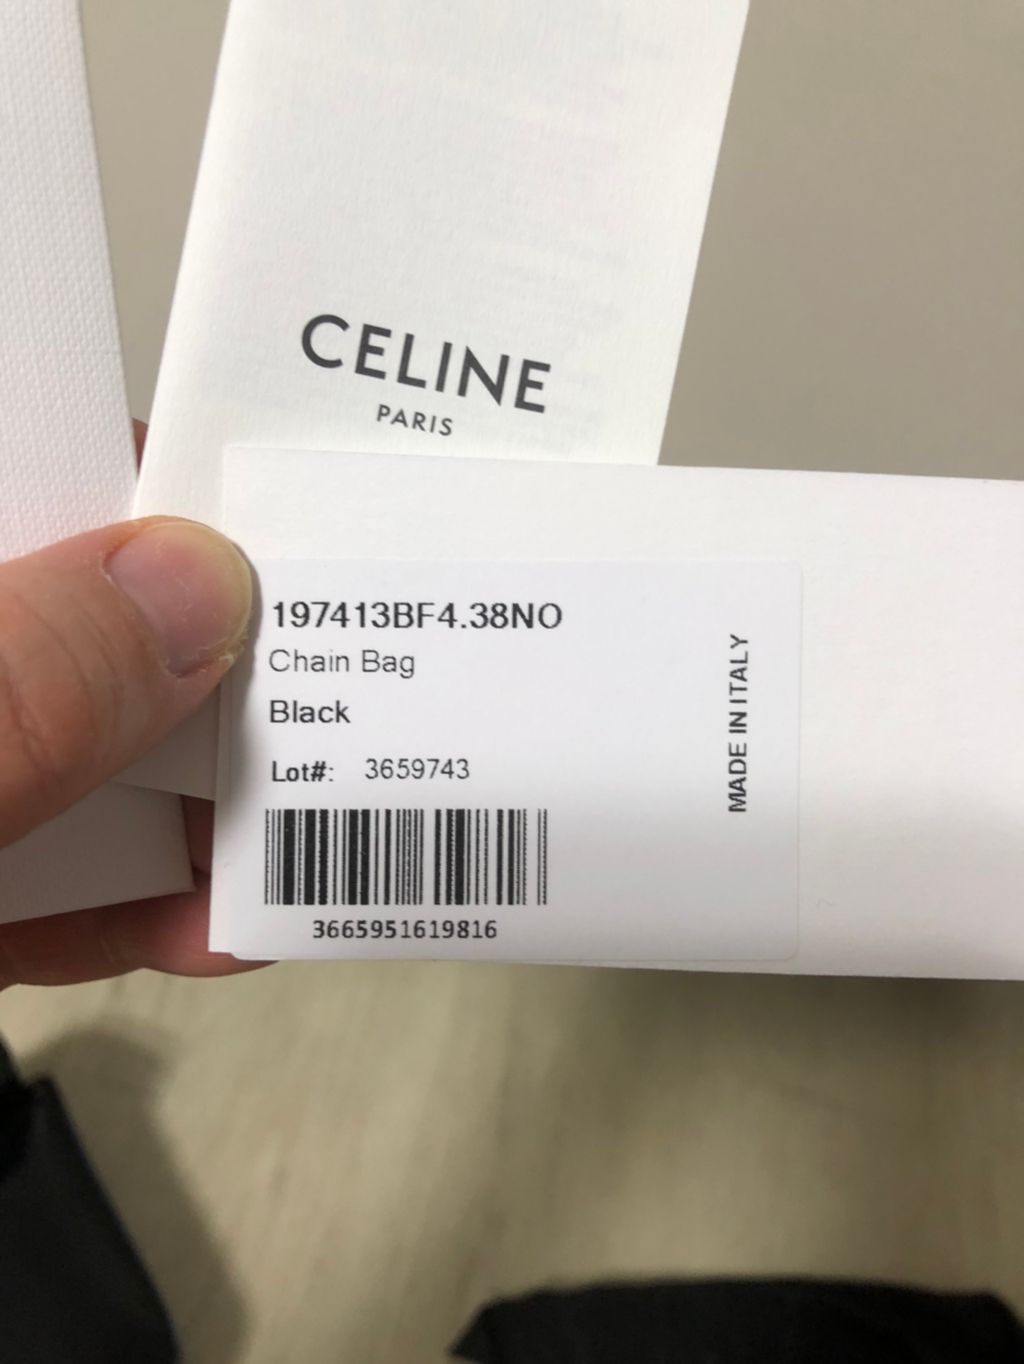 CELINE
PARIS
197413BF4.38NO
Chain Bag
Black
Lot#: 3659743
3665951619816
MADE IN ITALY